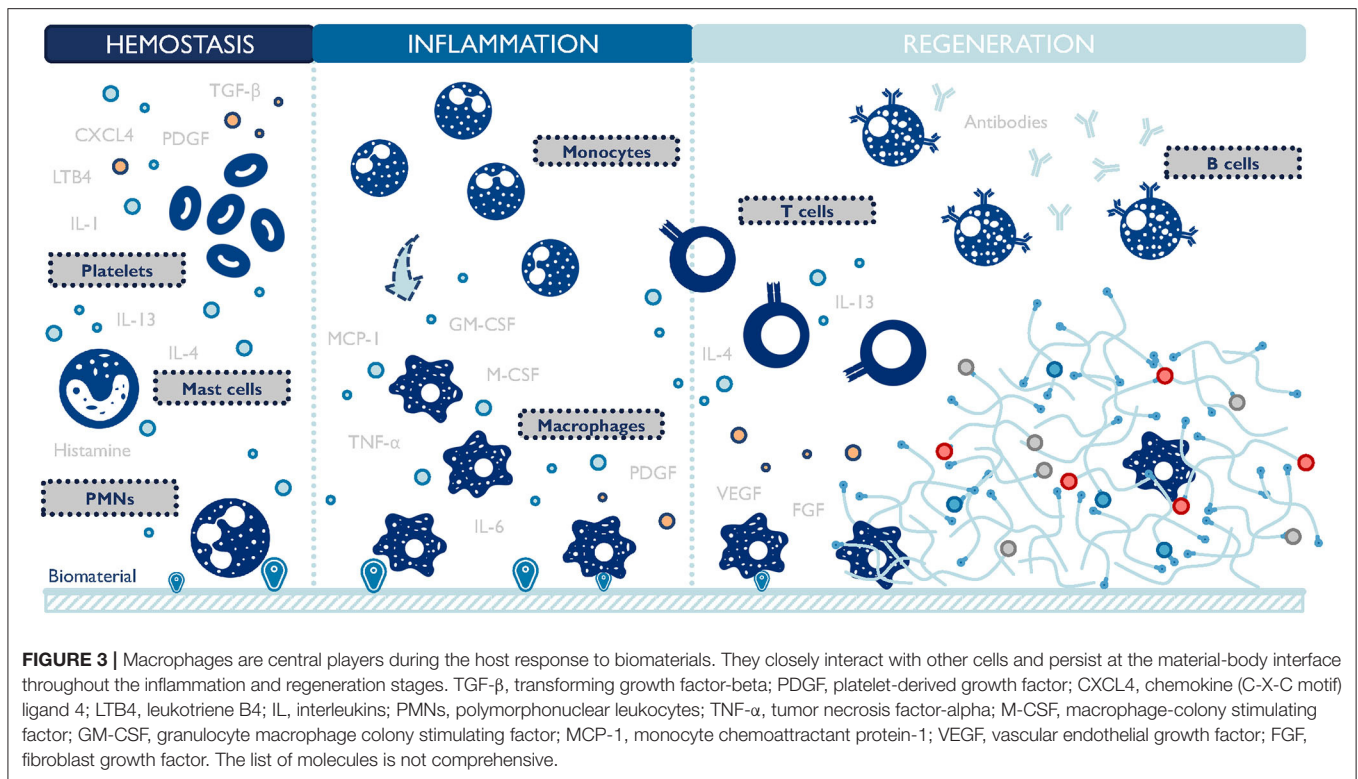 HEMOSTASIS
INFLAMMATION
REGENERATION
TGF-β
CXCL4
PDGF
LTB4
IL-1
Platelets
IL-13
IL-4
Mast cells
Histamine
PMNs
Biomaterial
Monocytes
MCP-1
GM-CSF
M-CSF
Macrophages
TNF-α
PDGF
IL-6
Antibodies
B cells
T cells
IL-13
IL-4
VEGF
FGF
FIGURE 3 | Macrophages are central players during the host response to biomaterials. They closely interact with other cells and persist at the material-body interface
throughout the inflammation and regeneration stages. TGF-β, transforming growth factor-beta; PDGF, platelet-derived growth factor; CXCL4, chemokine (C-X-C motif)
ligand 4; LTB4, leukotriene B4; IL, interleukins; PMNs, polymorphonuclear leukocytes; TNF-α, tumor necrosis factor-alpha; M-CSF, macrophage-colony stimulating
factor; GM-CSF, granulocyte macrophage colony stimulating factor; MCP-1, monocyte chemoattractant protein-1; VEGF, vascular endothelial growth factor; FGF,
fibroblast growth factor. The list of molecules is not comprehensive.